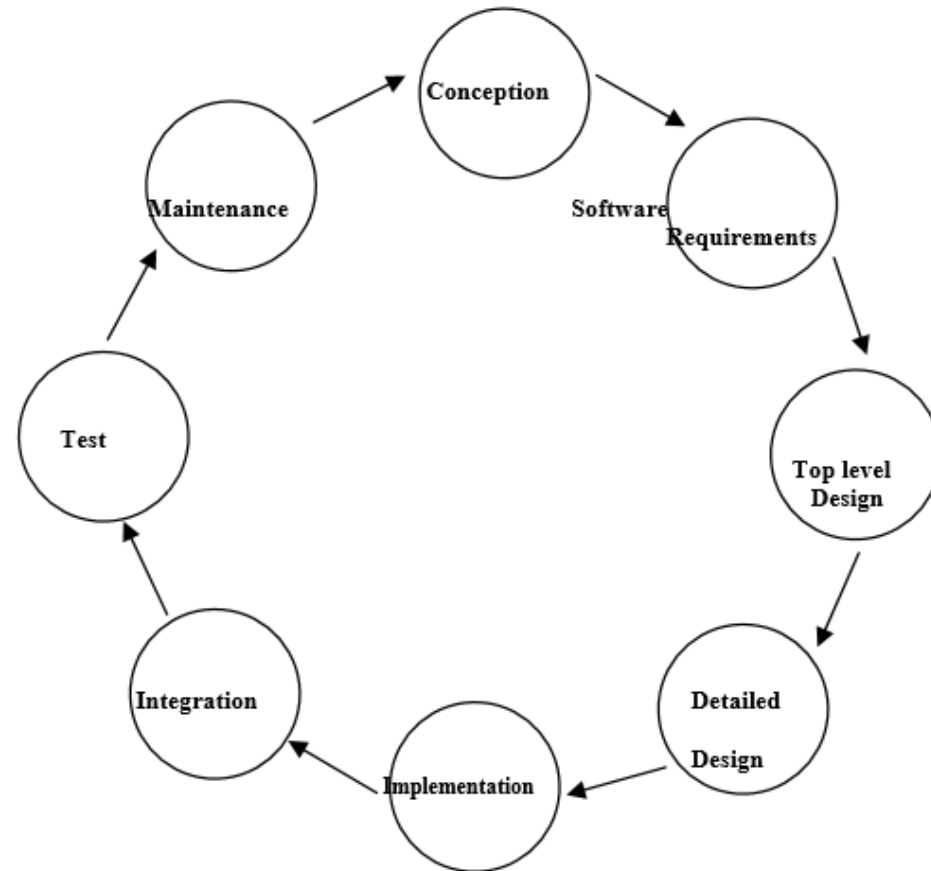 Conception
Software
Requirements
Top level
Design
Detailed
Design
Implementation
Integration
Test
Maintenance